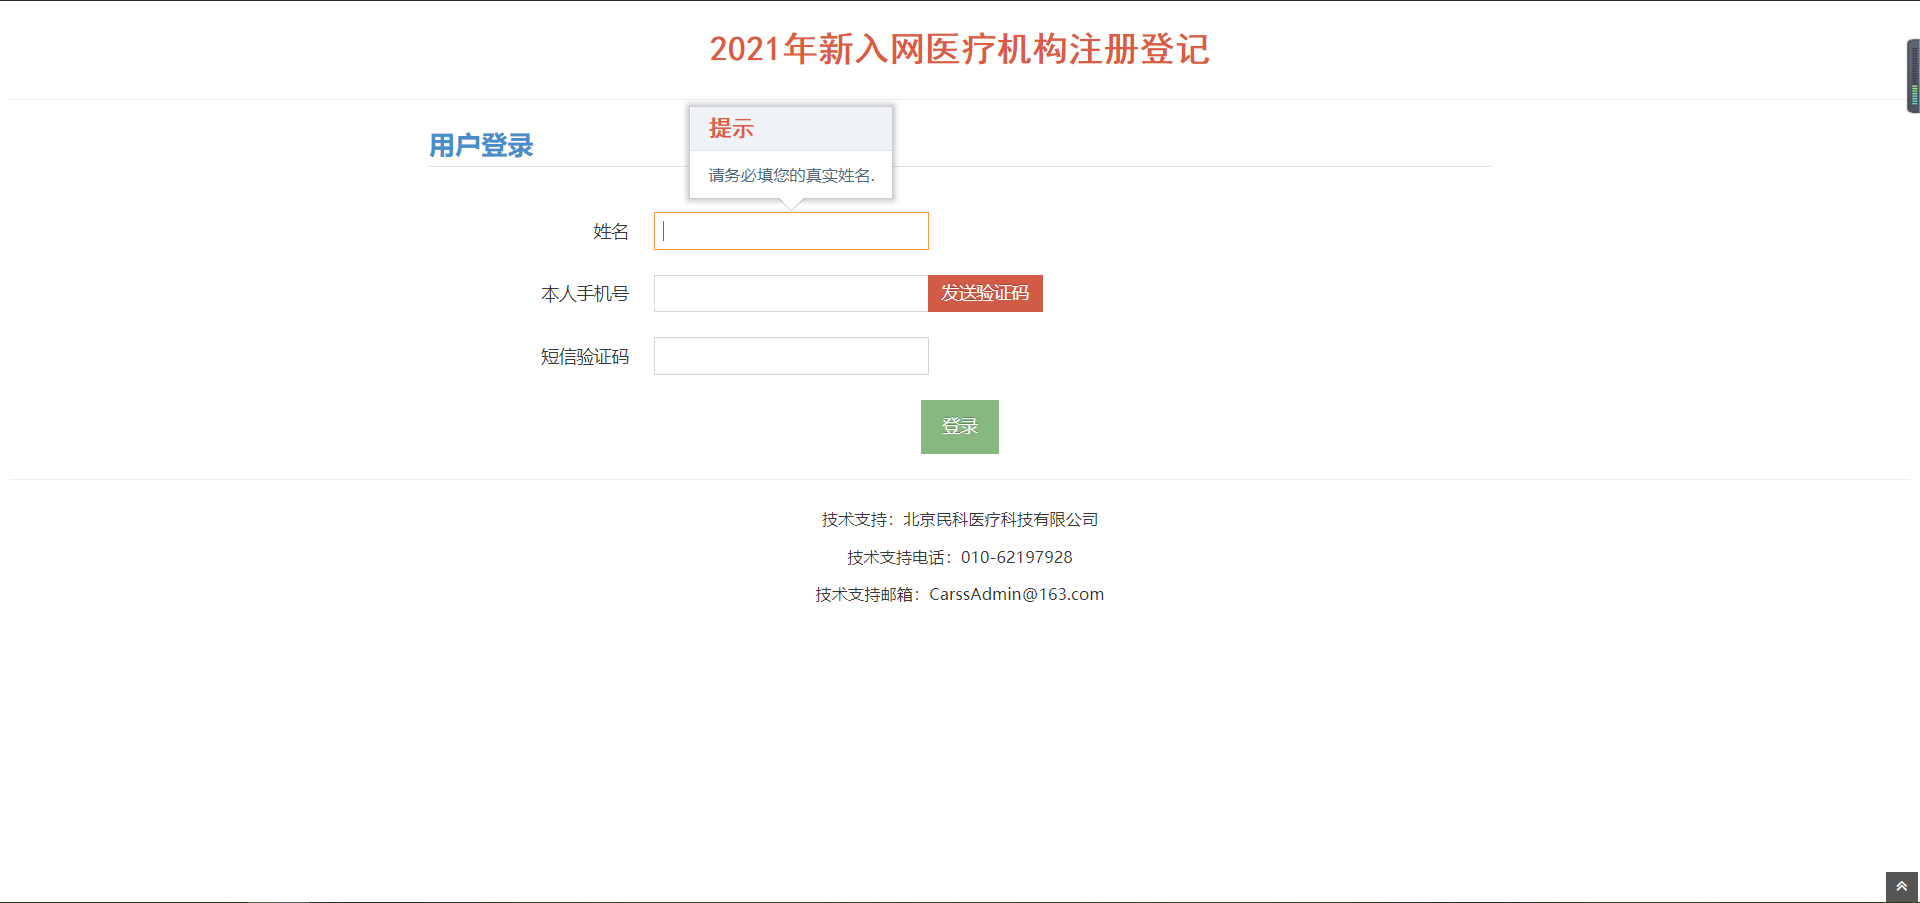 2021年新入网医疗机构注册登记
用户登录
提示
请务必填您的真实姓名.
姓名
本人手机号
发送验证码
短信验证码
登录
技术支持：北京民科医疗科技有限公司
技术支持电话：010-62197928
技术支持邮箱：CarssAdmin@163.com